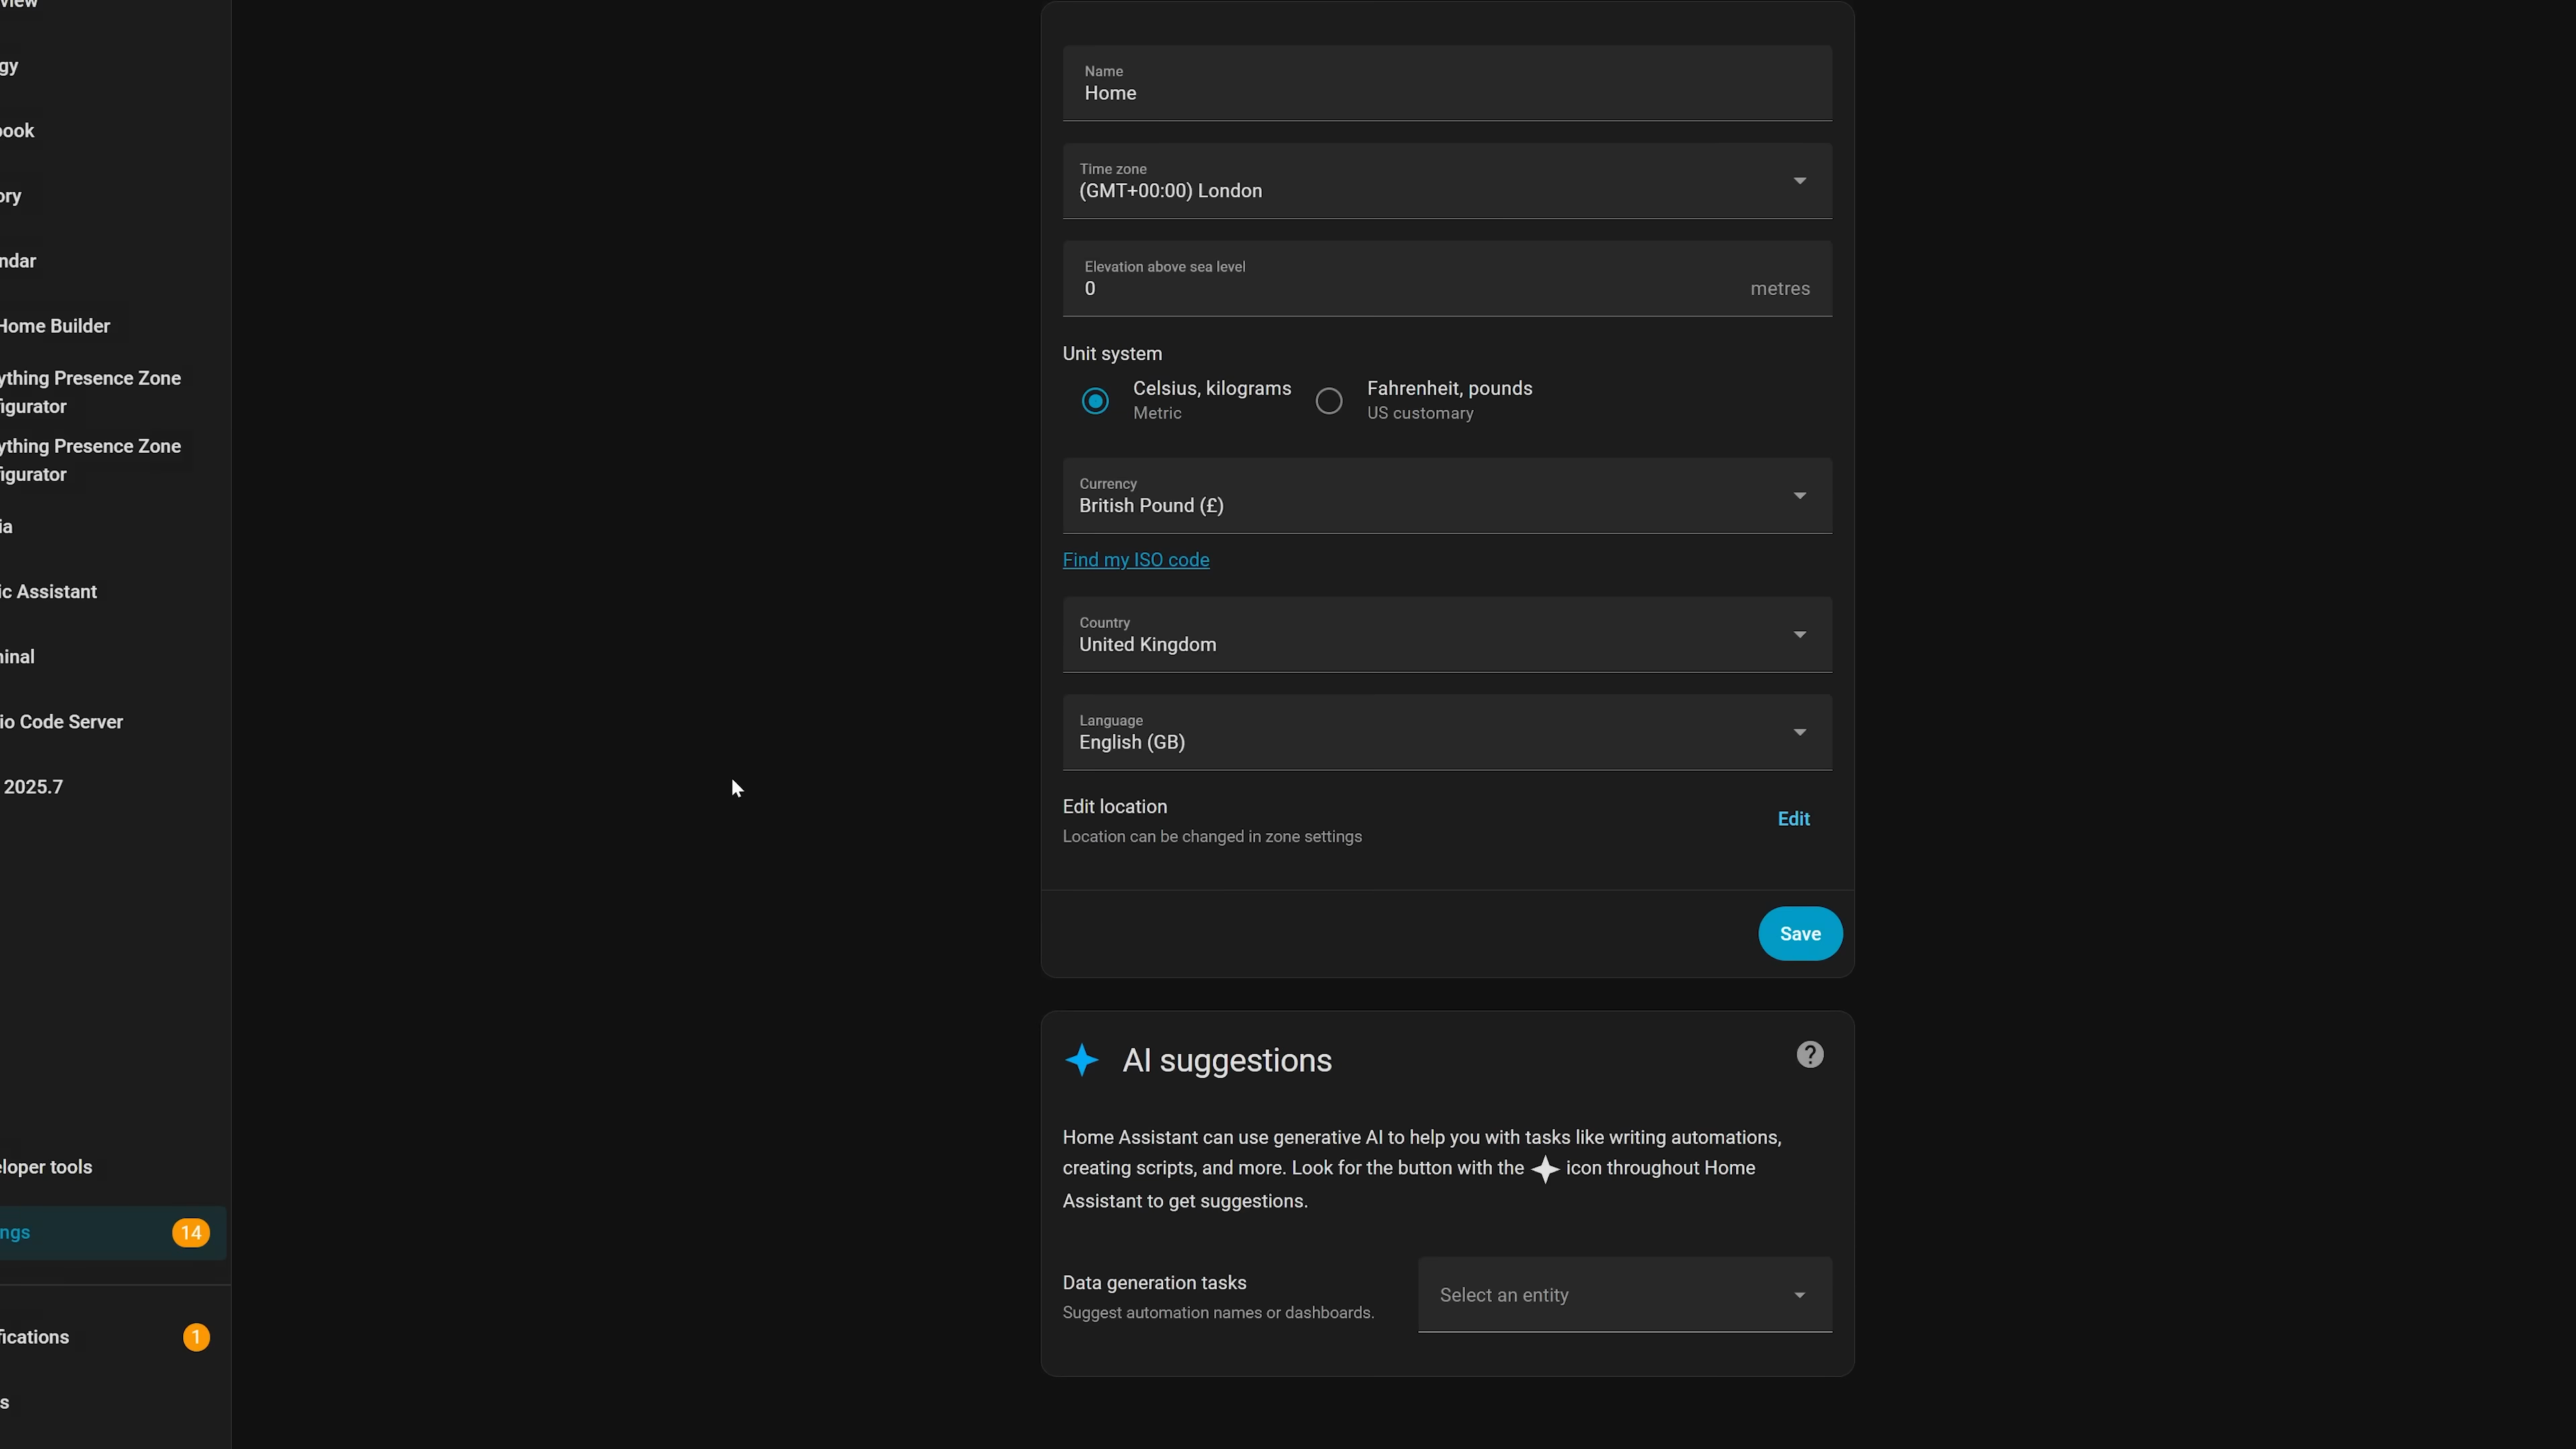 view
gy
book
ory
ndar
Home Builder
ything Presence Zone
figurator
ything Presence Zone
figurator
ia
ic Assistant
minal
io Code Server
2025.7
eloper tools
ngs
14
fications
1
s
Name
Home
Time zone
(GMT+00:00) London
Elevation above sea level
0
metres
Unit system
Celsius, kilograms
Metric
Fahrenheit, pounds
US customary
Currency
British Pound (£)
Find my ISO code
Country
United Kingdom
Language
English (GB)
Edit location
Location can be changed in zone settings
Edit
Save
AI suggestions
Home Assistant can use generative AI to help you with tasks like writing automations,
creating scripts, and more. Look for the button with the icon throughout Home
Assistant to get suggestions.
Data generation tasks
Suggest automation names or dashboards.
Select an entity